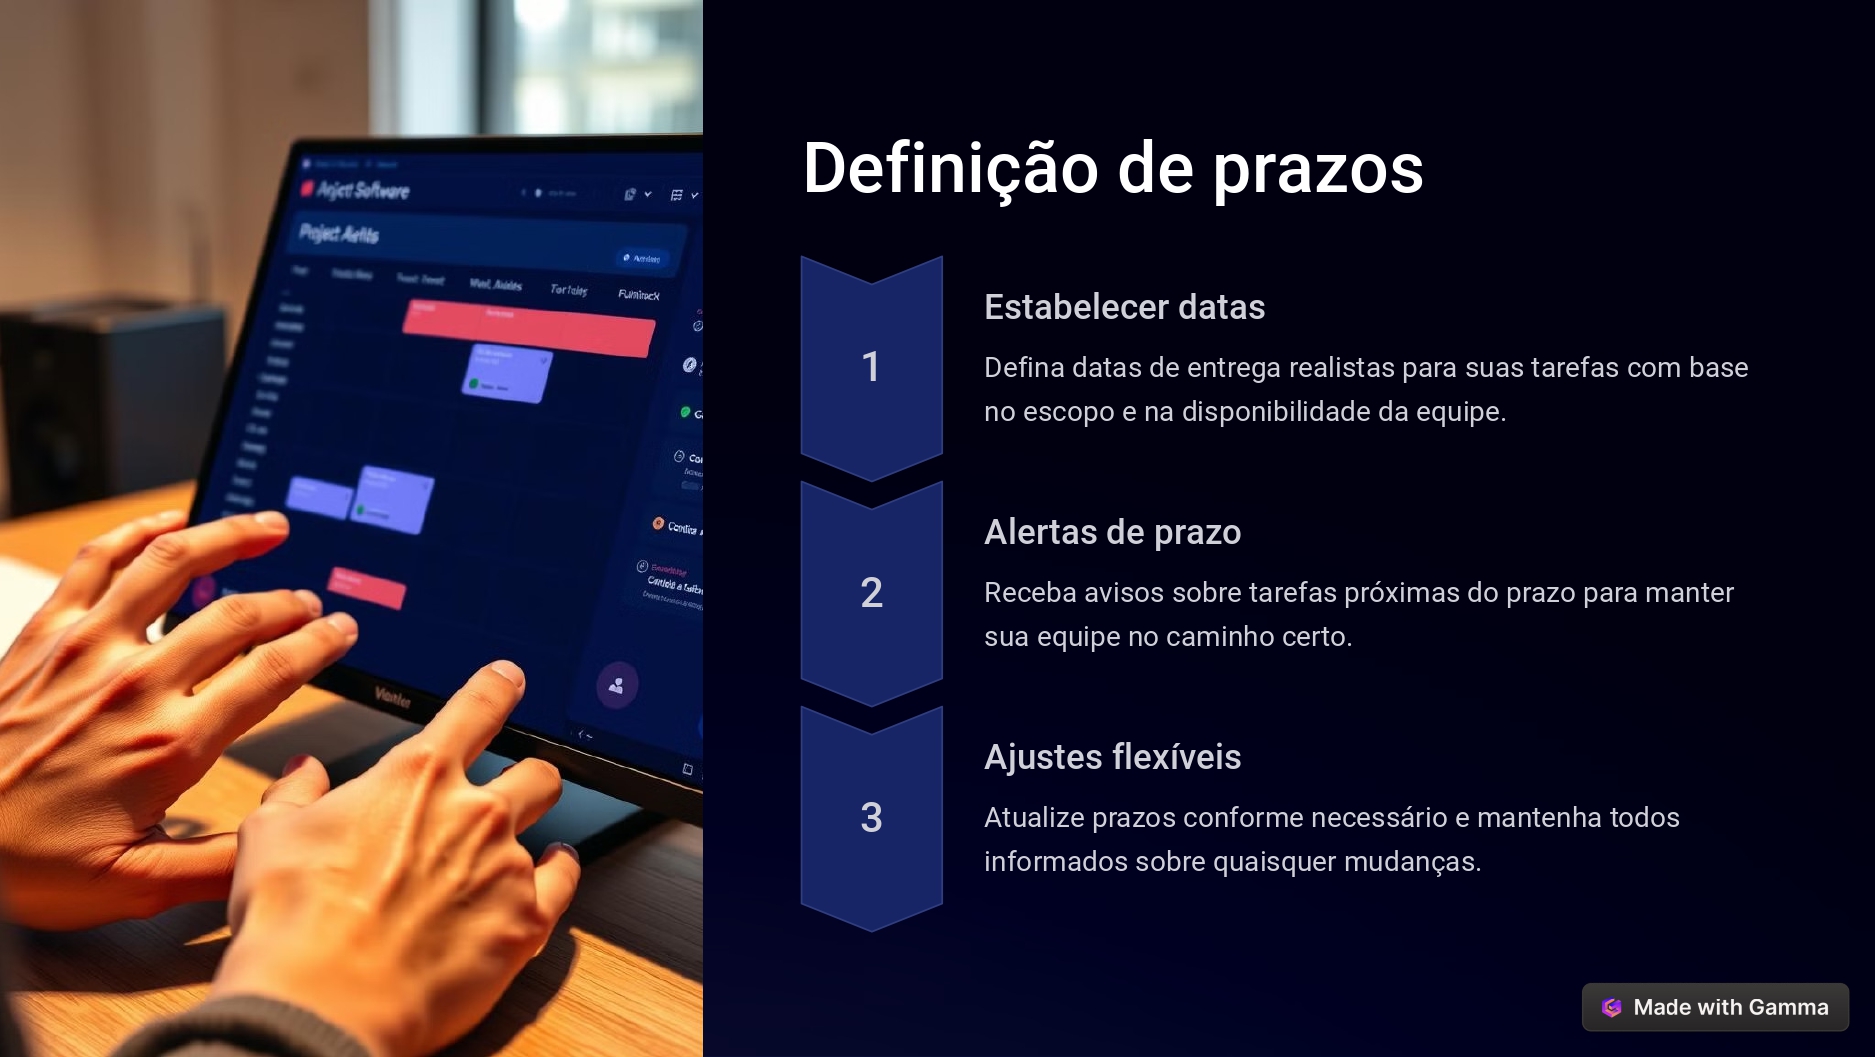 Software
Project
Definição de prazos
1
Estabelecer datas
Defina datas de entrega realistas para suas tarefas com base
no escopo e na disponibilidade da equipe.
2
Alertas de prazo
Receba avisos sobre tarefas próximas do prazo para manter
sua equipe no caminho certo.
3
Ajustes flexíveis
Atualize prazos conforme necessário e mantenha todos
informados sobre quaisquer mudanças.
Made with Gamma